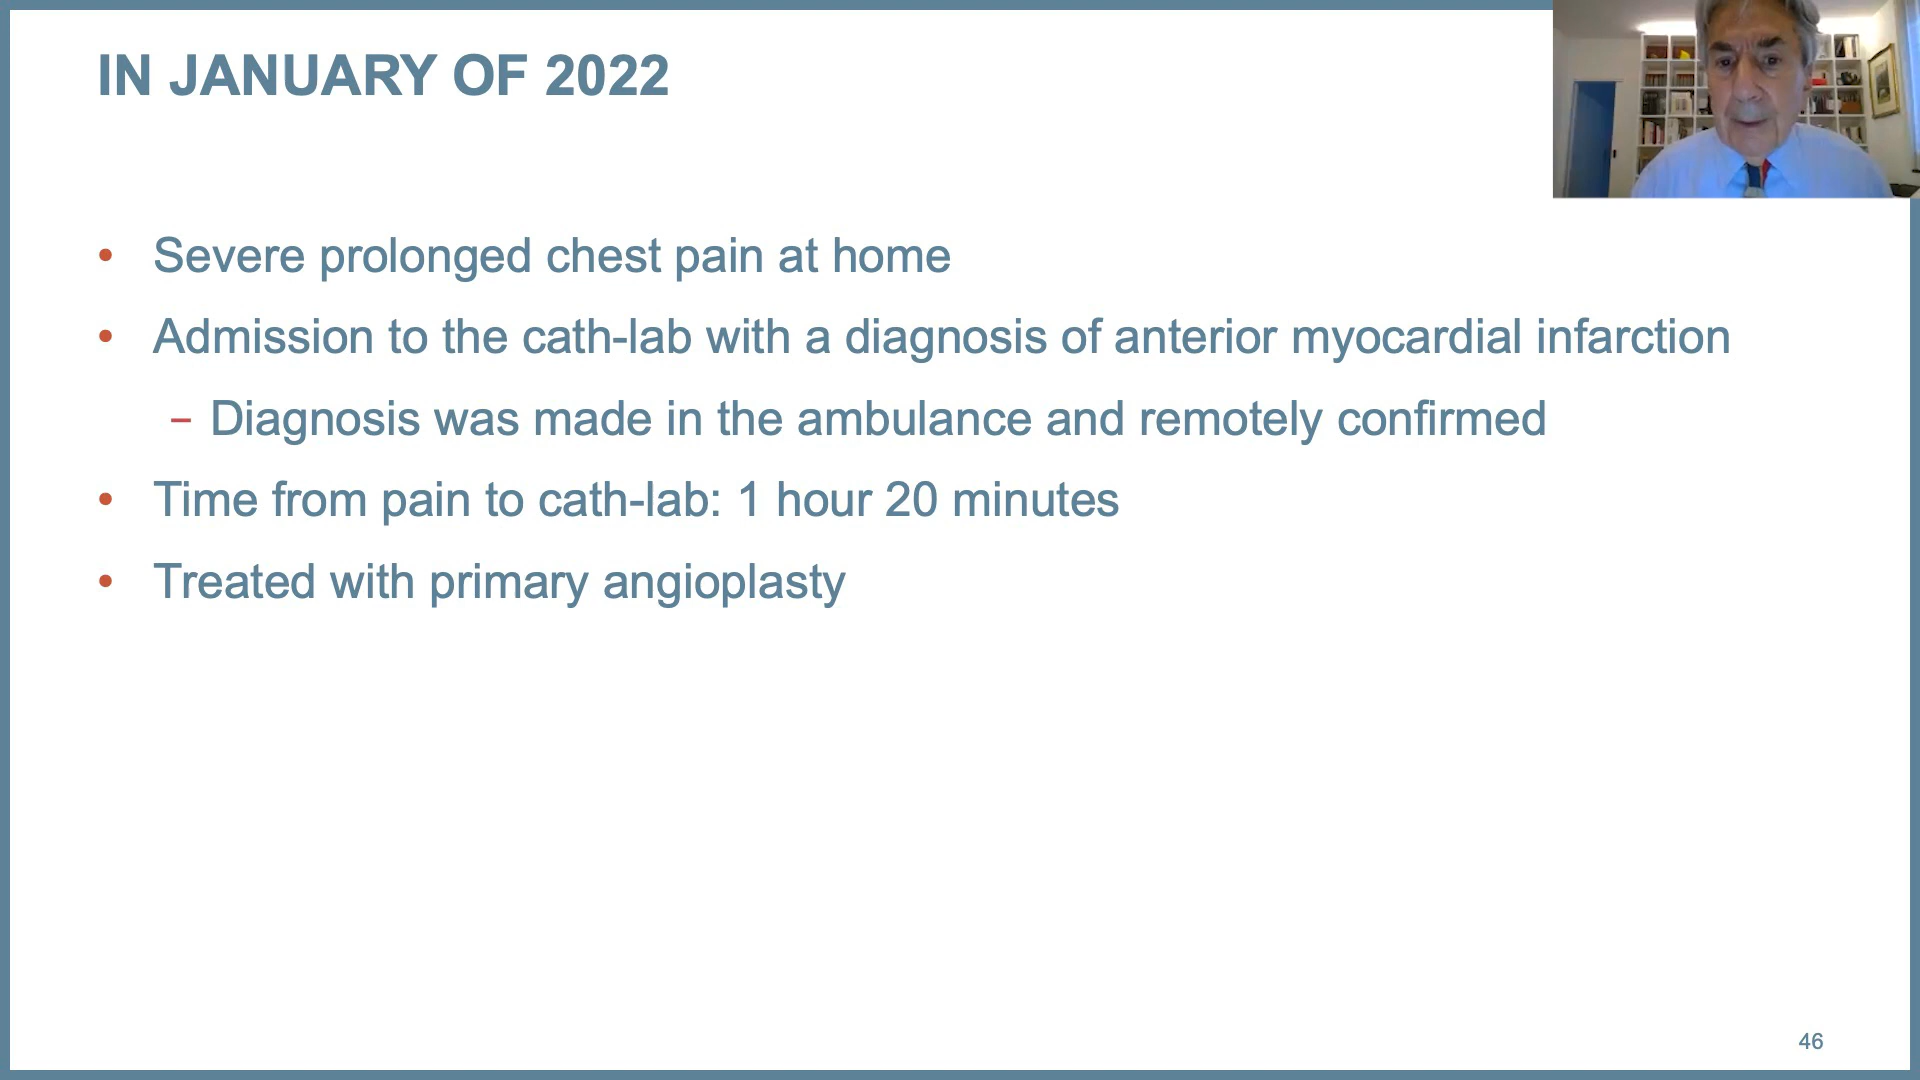 IN JANUARY OF 2022
• Severe prolonged chest pain at home
• Admission to the cath-lab with a diagnosis of anterior myocardial infarction
– Diagnosis was made in the ambulance and remotely confirmed
• Time from pain to cath-lab: 1 hour 20 minutes
• Treated with primary angioplasty
46